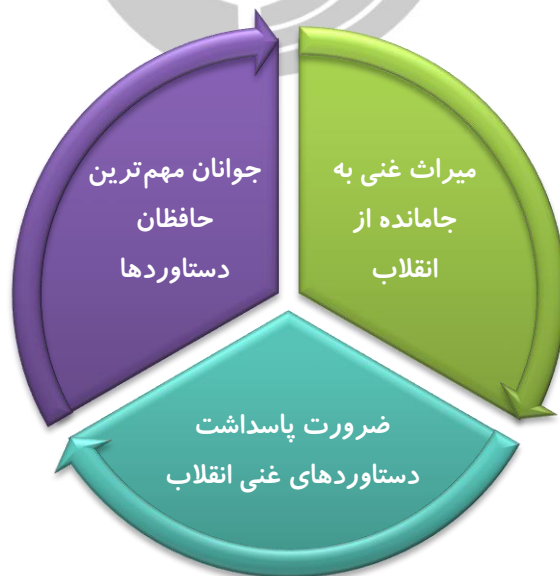 میراث غنی به
جامانده از
انقلاب
ضرورت پاسداشت
دستاوردهای غنی انقلاب
جوانان مهم‌ترین
حافظان
دستاوردها